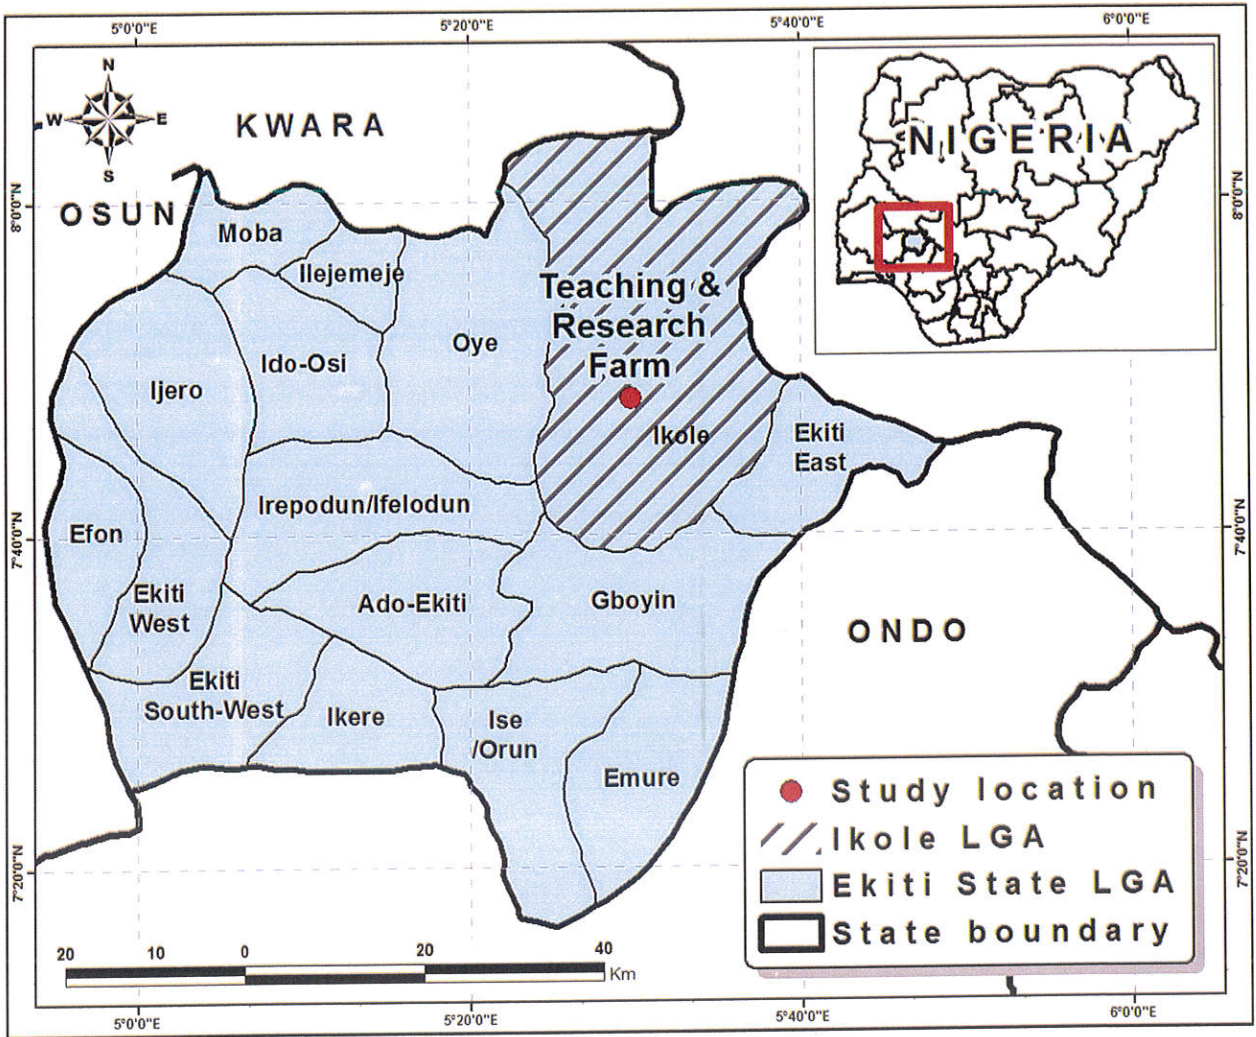 5°0'0"E
5°20'0"E
5°40'0"E
6°0'0"E
N
W
E
S
KWARA
NIGERIA
8°0'0"N
8°0'0"N
OSUN
Moba
Ilejemeje
Teaching &
Research
Farm
Oye
Ido-Osi
Ijero
Ikole
Ekiti
East
Irepodun/Ifelodun
Efon
7°40'0"N
7°40'0"N
Ekiti
West
Ado-Ekiti
Gboyin
ONDO
Ekiti
South-West
Ikere
Ise
/Orun
Emure
Study location
Ikole LGA
Ekiti State LGA
State boundary
7°20'0"N
7°20'0"N
20 10 0 20 40
Km
5°0'0"E
5°20'0"E
5°40'0"E
6°0'0"E